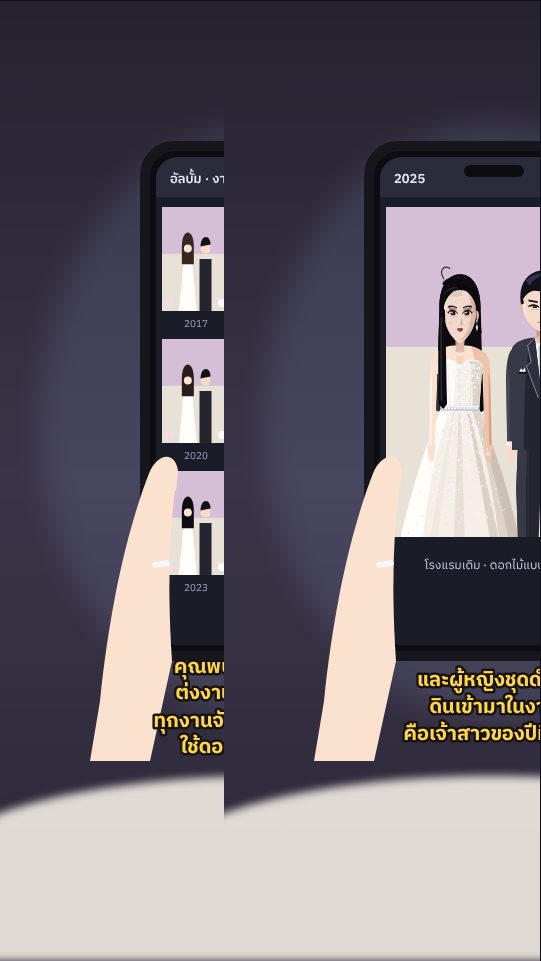 อัลบั้ม · งา
2017
2020
2023
คุณพ
ต่งงา
ทุกงานจั
ใช้ดอ
2025
โรงแรมเดิม · ดอกไม้แบบ
และผู้หญิงชุดดำ
ดินเข้ามาในงา
คือเจ้าสาวของปี